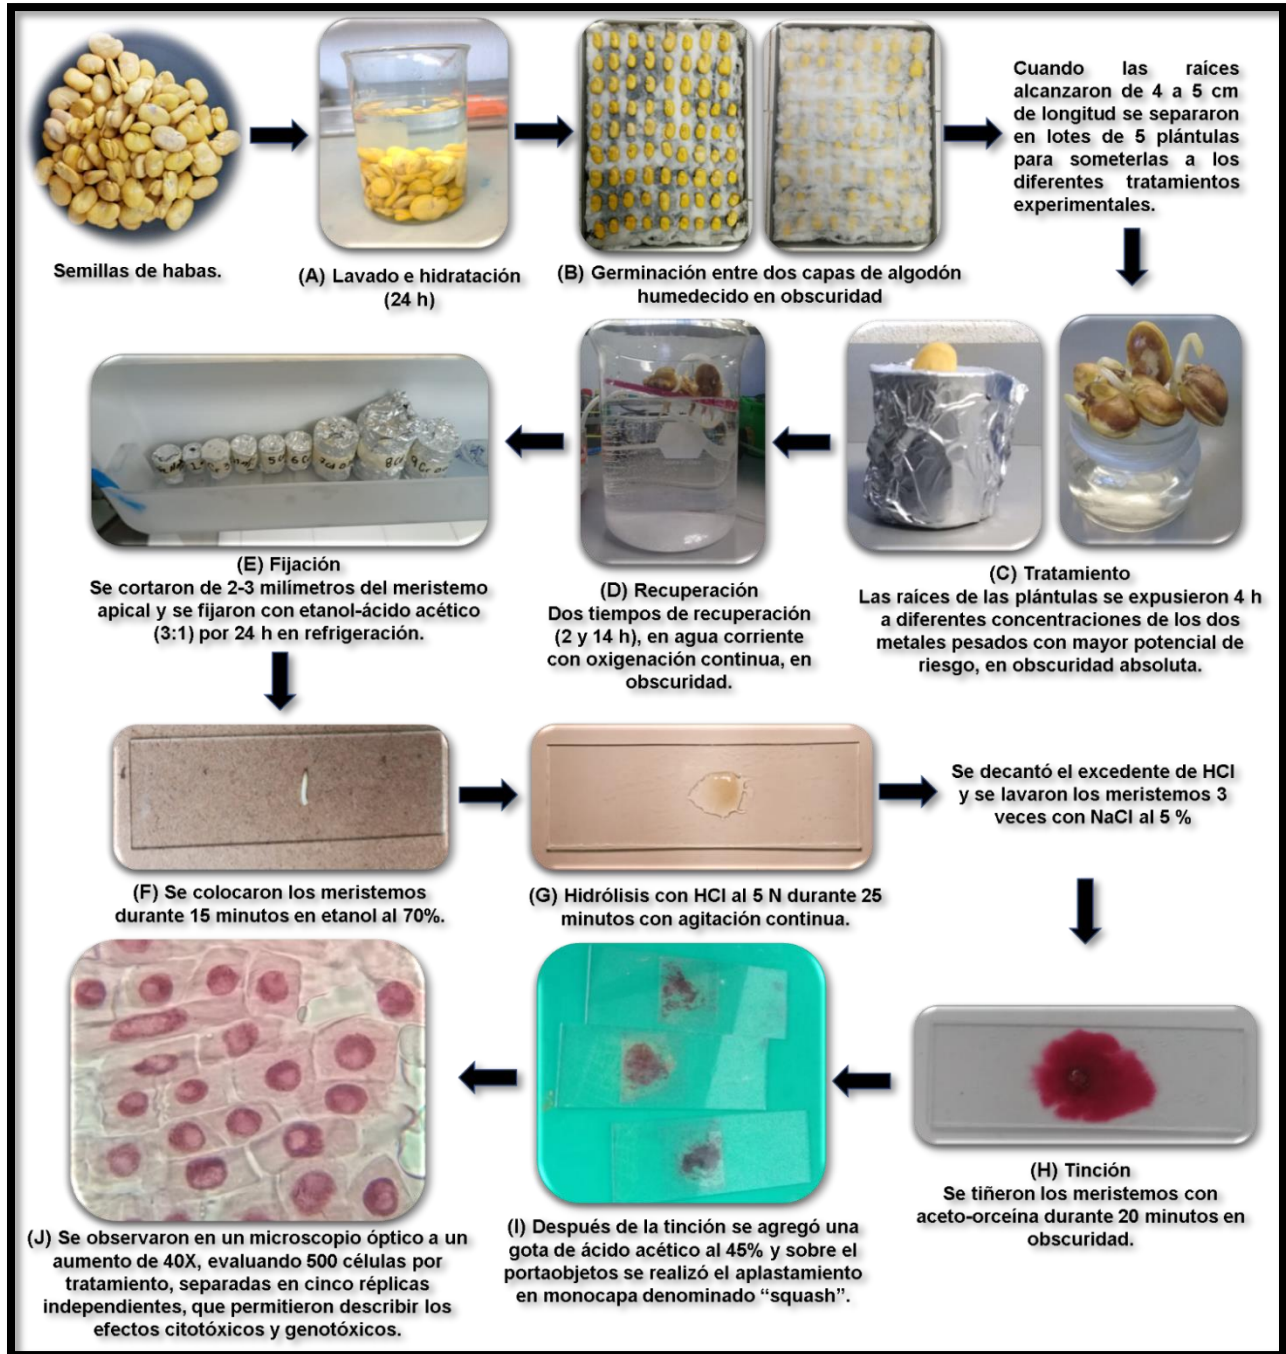 Semillas de habas.
(A) Lavado e hidratación
(24 h)
(B) Germinación entre dos capas de algodón
humedecido en obscuridad
Cuando las raíces
alcanzaron de 4 a 5 cm
de longitud se separaron
en lotes de 5 plántulas
para someterlas a los
diferentes tratamientos
experimentales.
(C) Tratamiento
Las raíces de las plántulas se expusieron 4 h
a diferentes concentraciones de los dos
metales pesados con mayor potencial de
riesgo, en obscuridad absoluta.
(D) Recuperación
Dos tiempos de recuperación
(2 y 14 h), en agua corriente
con oxigenación continua, en
obscuridad.
(E) Fijación
Se cortaron de 2-3 milímetros del meristemo
apical y se fijaron con etanol-ácido acético
(3:1) por 24 h en refrigeración.
(F) Se colocaron los meristemos
durante 15 minutos en etanol al 70%.
(G) Hidrólisis con HCl al 5 N durante 25
minutos con agitación continua.
Se decantó el excedente de HCl
y se lavaron los meristemos 3
veces con NaCl al 5 %
(H) Tinción
Se tiñeron los meristemos con
aceto-orceína durante 20 minutos en
obscuridad.
(I) Después de la tinción se agregó una
gota de ácido acético al 45% y sobre el
portaobjetos se realizó el aplastamiento
en monocapa denominado “squash”.
(J) Se observaron en un microscopio óptico a un
aumento de 40X, evaluando 500 células por
tratamiento, separadas en cinco réplicas
independientes, que permitieron describir los
efectos citotóxicos y genotóxicos.